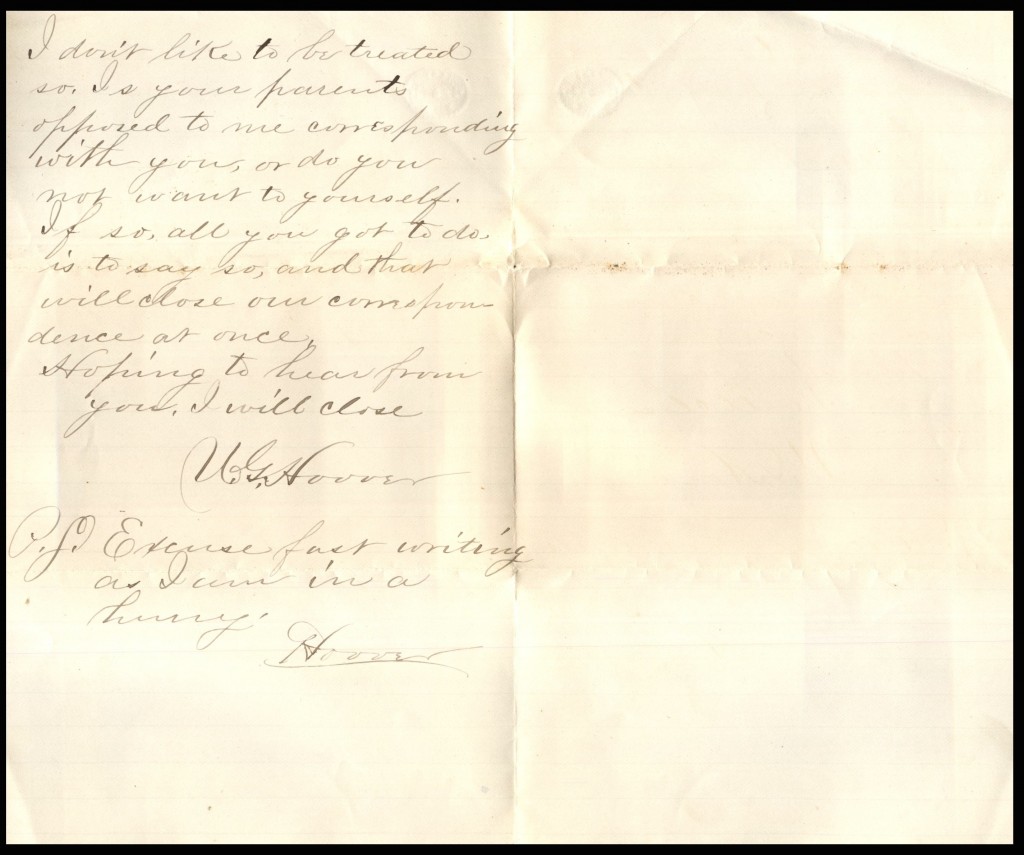 I don't like to be treated
so. Is your parents
opposed to me corresponding
with you, or do you
not want to yourself.
If so, all you got to do,
is to say so, and that
will close our correspon-
dence at once.
Hoping to hear from
you. I will close
U.G. Hoover
P.S. Excuse fast writing
as I am in a
hurry.
Hoover